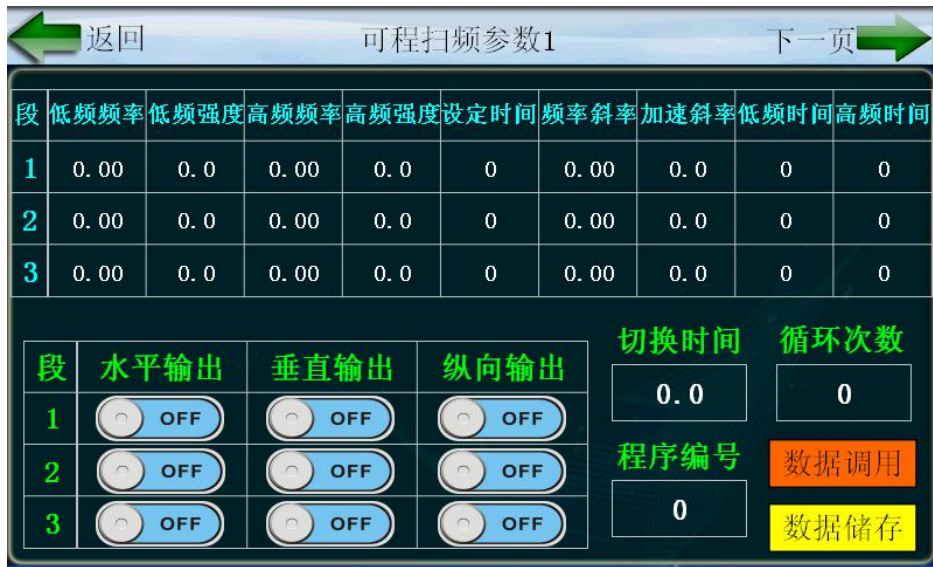 返回 可程扫频参数1 下一页
段 低频频率 低频强度 高频频率 高频强度 设定时间 频率斜率 加速斜率 低频时间 高频时间
1 0.00 0.0 0.00 0.0 0 0.00 0.0 0 0
2 0.00 0.0 0.00 0.0 0 0.00 0.0 0 0
3 0.00 0.0 0.00 0.0 0 0.00 0.0 0 0
段 水平输出 垂直输出 纵向输出
1 OFF OFF OFF
2 OFF OFF OFF
3 OFF OFF OFF
切换时间 循环次数
0.0 0
程序编号 数据调用
0 数据储存